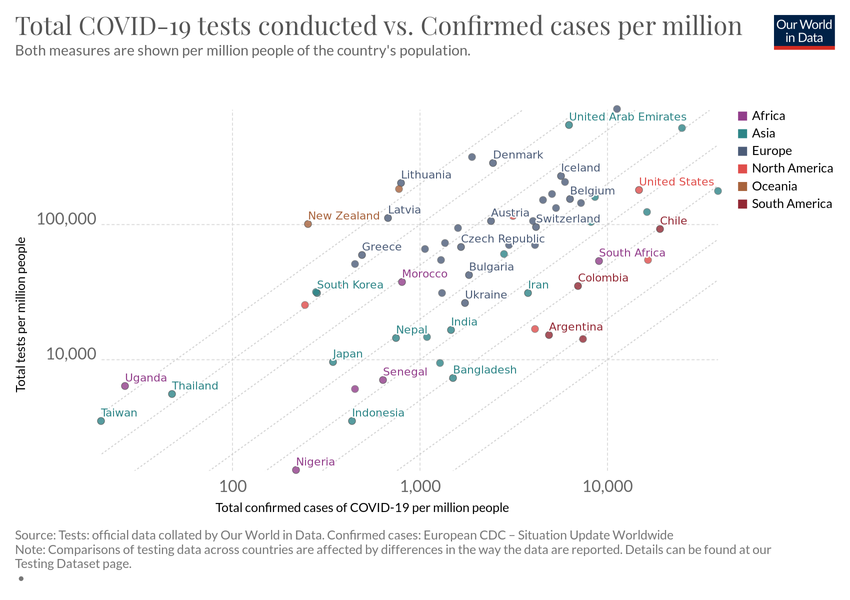 Total COVID-19 tests conducted vs. Confirmed cases per million
Both measures are shown per million people of the country's population.
Our World
in Data
United Arab Emirates
Africa
Asia
Europe
North America
Oceania
South America
Denmark
Iceland
Lithuania
United States
Belgium
New Zealand
Latvia
Austria
Switzerland
Chile
100,000
Greece
Czech Republic
South Africa
Morocco
Bulgaria
South Korea
Iran
Colombia
Ukraine
Nepal
India
Argentina
Japan
10,000
Uganda
Thailand
Senegal
Bangladesh
Taiwan
Indonesia
Nigeria
Total tests per million people
100
1,000
10,000
Total confirmed cases of COVID-19 per million people
Source: Tests: official data collated by Our World in Data. Confirmed cases: European CDC – Situation Update Worldwide
Note: Comparisons of testing data across countries are affected by differences in the way the data are reported. Details can be found at our
Testing Dataset page.